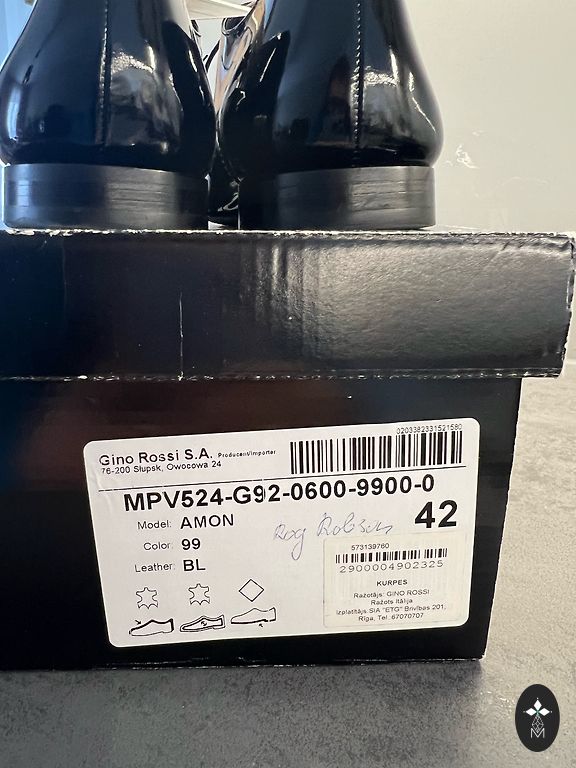 Gino Rossi S.A. Producent/Importer
76-200 Słupsk, Owocowa 24
0203382331521580
MPV524-G92-0600-9900-0
Model: AMON
42
Color: 99
Leather: BL
573139760
2900004902325
KURPES
Ražotājs: GINO ROSSI
Ražots Itālija
Izplatītājs:SIA "ETG" Brīvības 201,
Rīga, Tel. 67070707
M